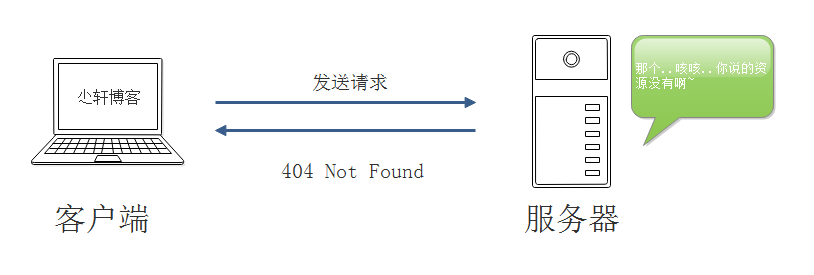 尐轩博客
发送请求
404 Not Found
那个..咳咳..你说的资
源没有啊~
客户端
服务器